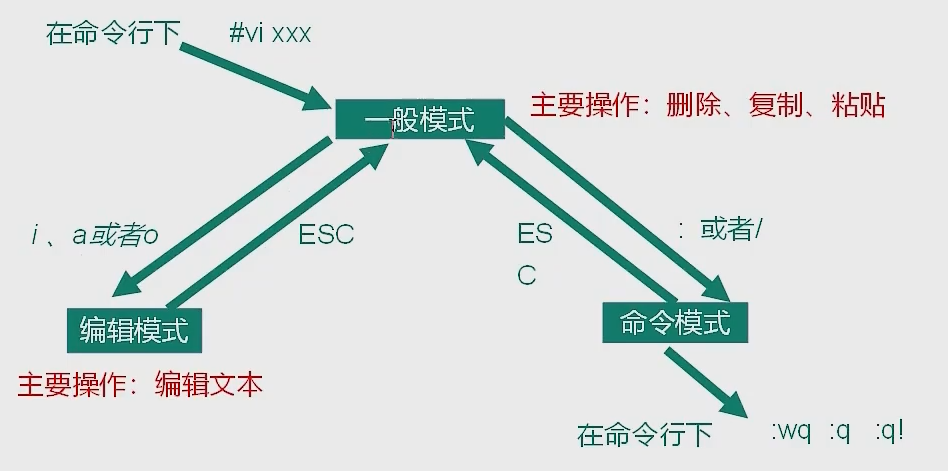 在命令行下 #vi xxx
一般模式
主要操作：删除、复制、粘贴
i 、a或者o
ESC
ES
C
: 或者/
编辑模式
命令模式
主要操作：编辑文本
在命令行下 :wq :q :q!